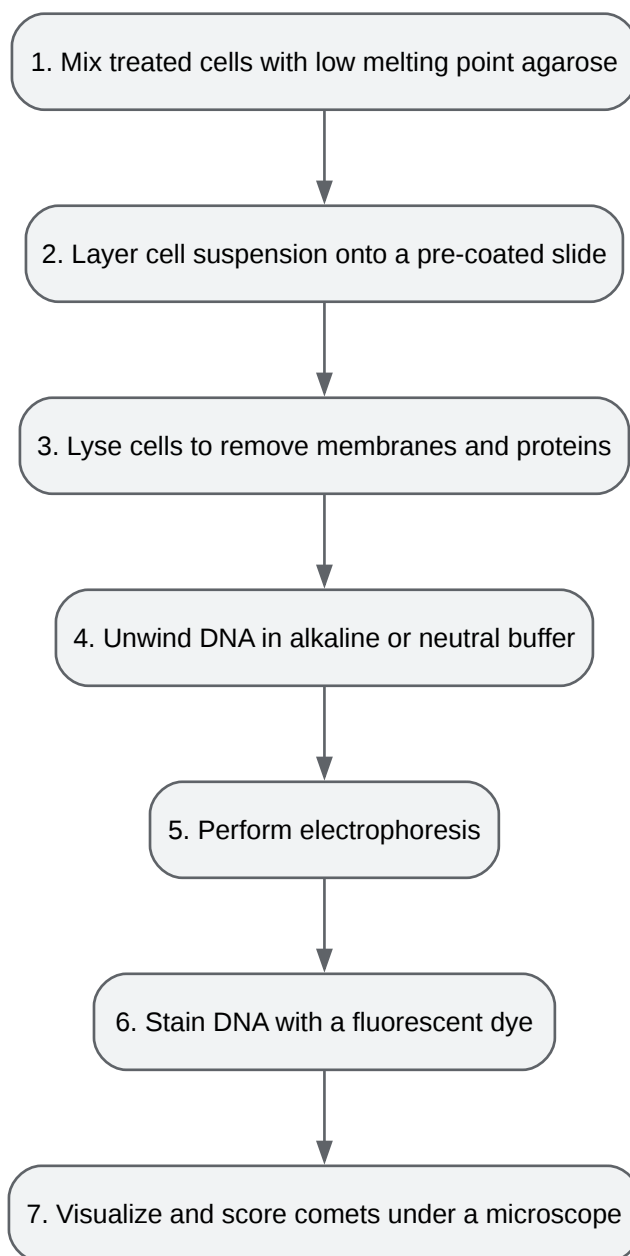 1. Mix treated cells with low melting point agarose
2. Layer cell suspension onto a pre-coated slide
3. Lyse cells to remove membranes and proteins
4. Unwind DNA in alkaline or neutral buffer
5. Perform electrophoresis
6. Stain DNA with a fluorescent dye
7. Visualize and score comets under a microscope